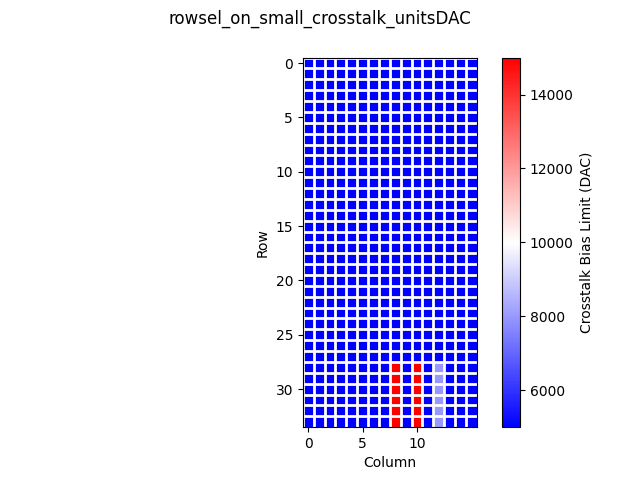 rowsel_on_small_crosstalk_unitsDAC
0
5
10
15
20
25
30
Row
0 5 10
Column
14000
12000
10000
8000
6000
Crosstalk Bias Limit (DAC)